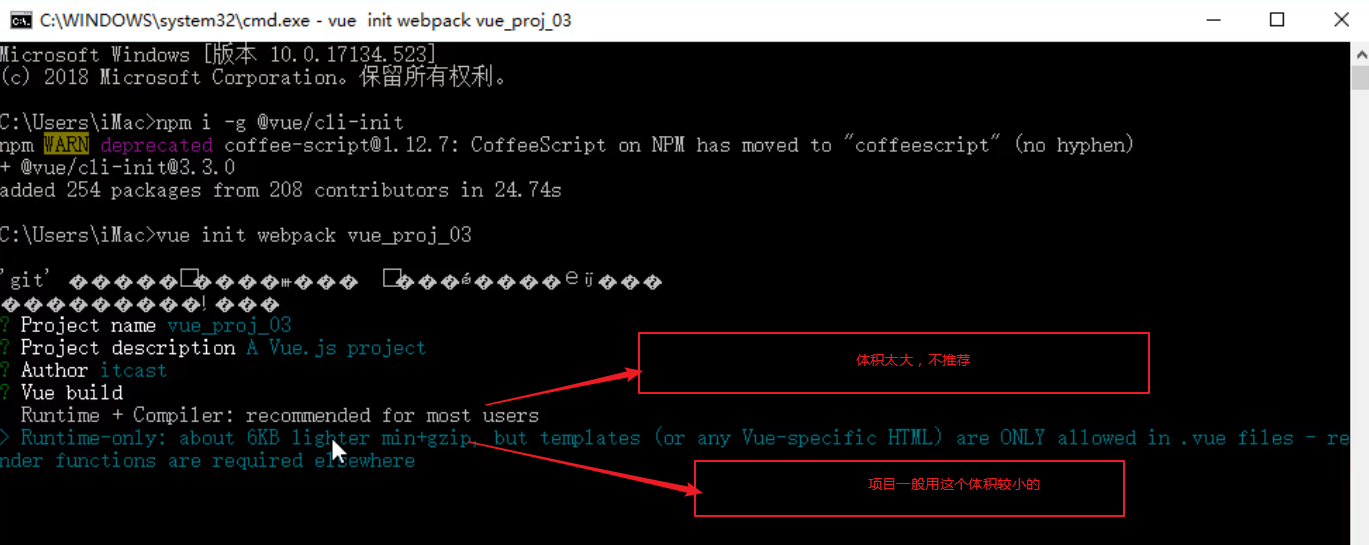 C:\WINDOWS\system32\cmd.exe - vue  init webpack vue_proj_03
Microsoft Windows [版本 10.0.17134.523]
(c) 2018 Microsoft Corporation。保留所有权利。
C:\Users\iMac>npm i -g @vue/cli-init
npm WARN deprecated coffee-script@1.12.7: CoffeeScript on NPM has moved to "coffeescript" (no hyphen)
+ @vue/cli-init@3.3.0
added 254 packages from 208 contributors in 24.74s
C:\Users\iMac>vue init webpack vue_proj_03
'git'
? Project name vue_proj_03
? Project description A Vue.js project
体积太大，不推荐
? Author itcast
? Vue build
Runtime + Compiler: recommended for most users
> Runtime-only: about 6KB lighter min+gzip, but templates (or any Vue-specific HTML) are ONLY allowed in .vue files - re
nder functions are required elsewhere
项目一般用这个体积较小的